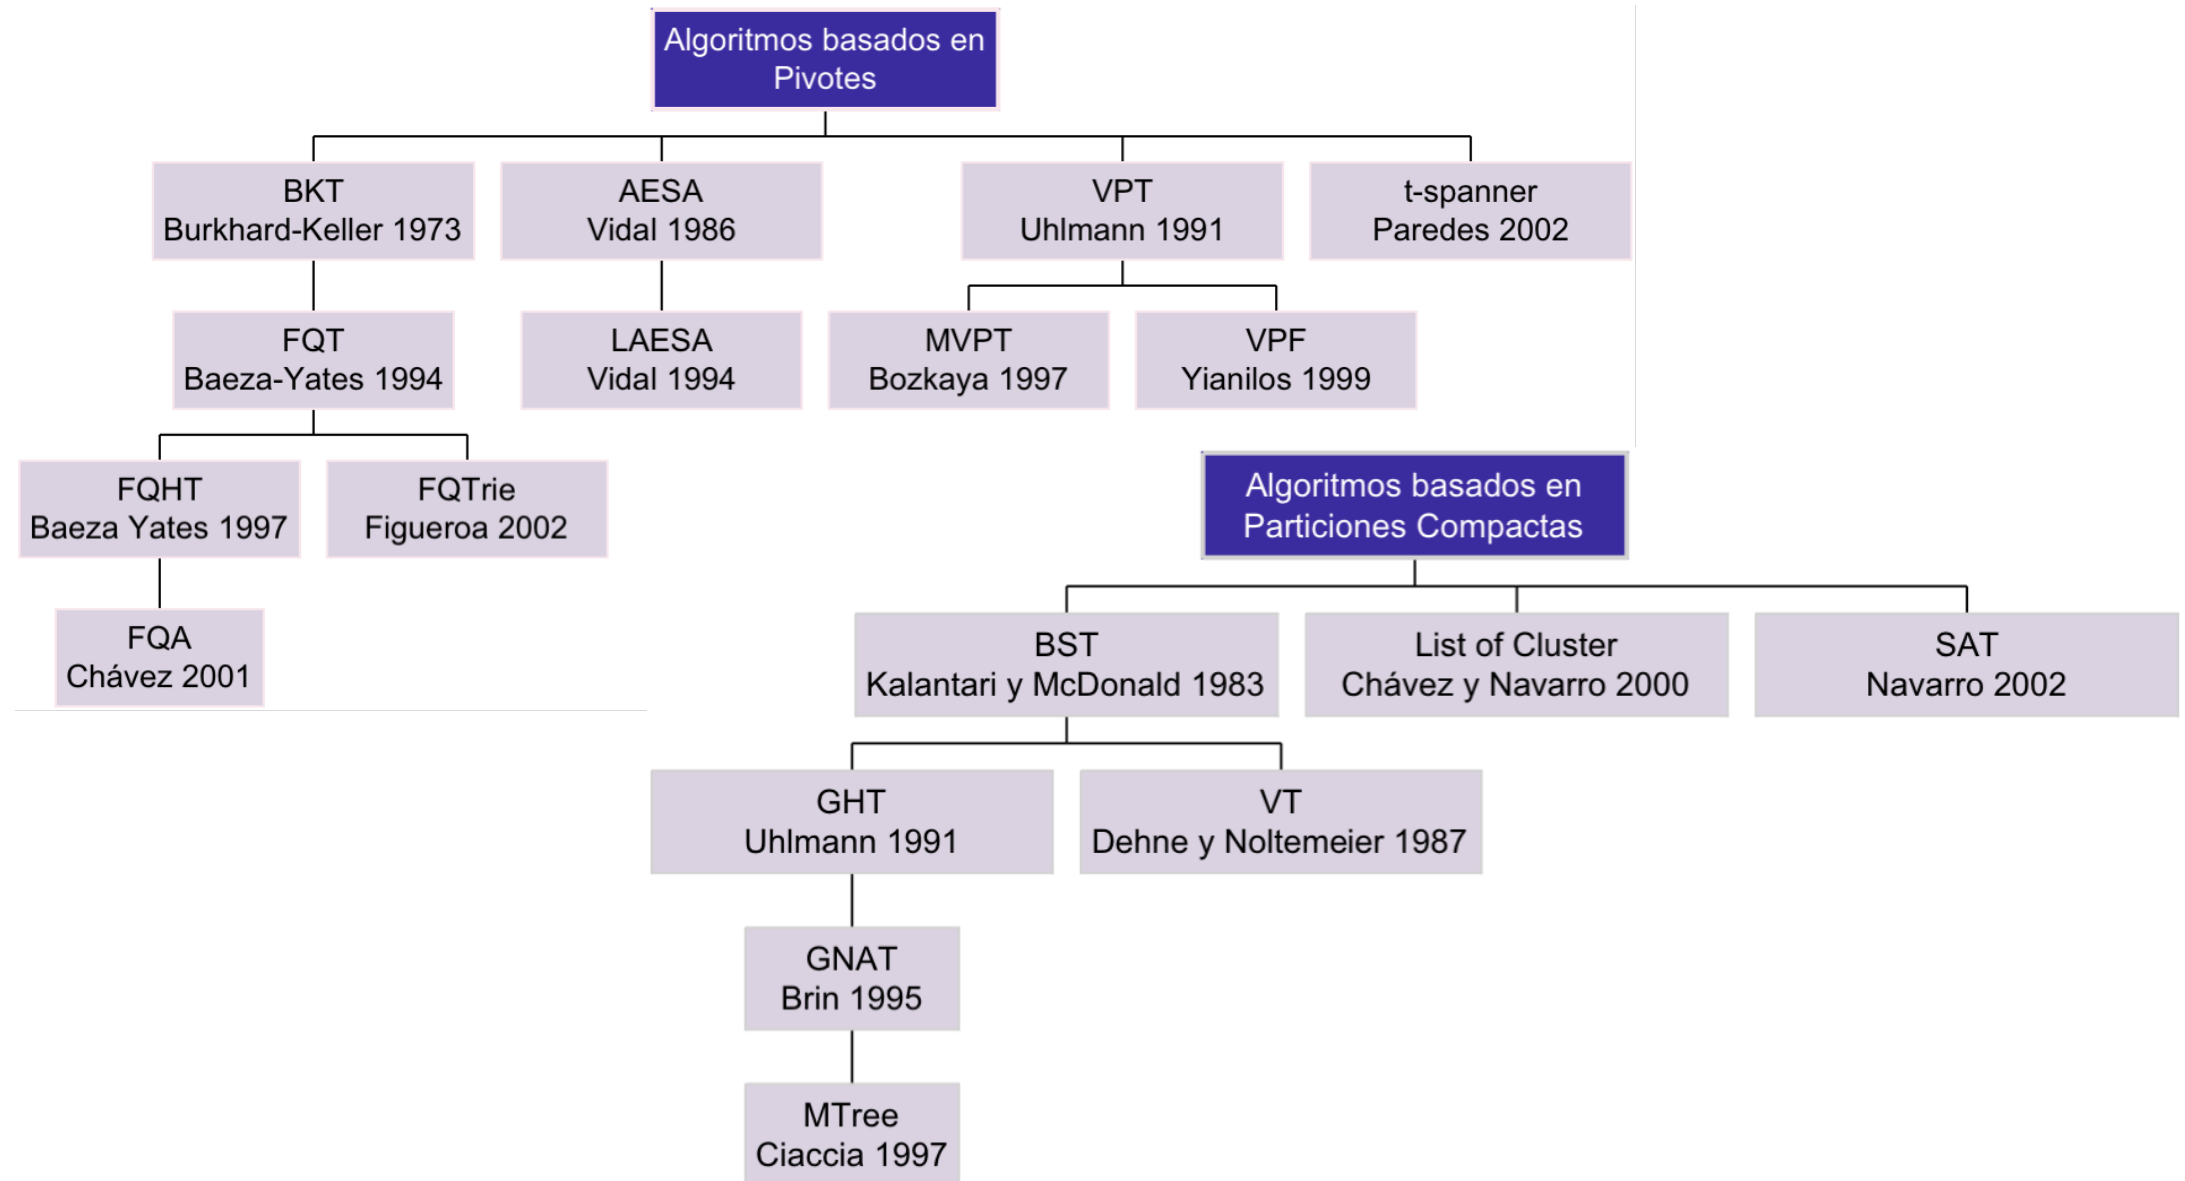 Algoritmos basados en
Pivotes
BKT
Burkhard-Keller 1973
AESA
Vidal 1986
VPT
Uhlmann 1991
t-spanner
Paredes 2002
FQT
Baeza-Yates 1994
LAESA
Vidal 1994
MVPT
Bozkaya 1997
VPF
Yianilos 1999
FQHT
Baeza Yates 1997
FQTrie
Figueroa 2002
FQA
Chávez 2001
Algoritmos basados en
Particiones Compactas
BST
Kalantari y McDonald 1983
List of Cluster
Chávez y Navarro 2000
SAT
Navarro 2002
GHT
Uhlmann 1991
VT
Dehne y Noltemeier 1987
GNAT
Brin 1995
MTree
Ciaccia 1997